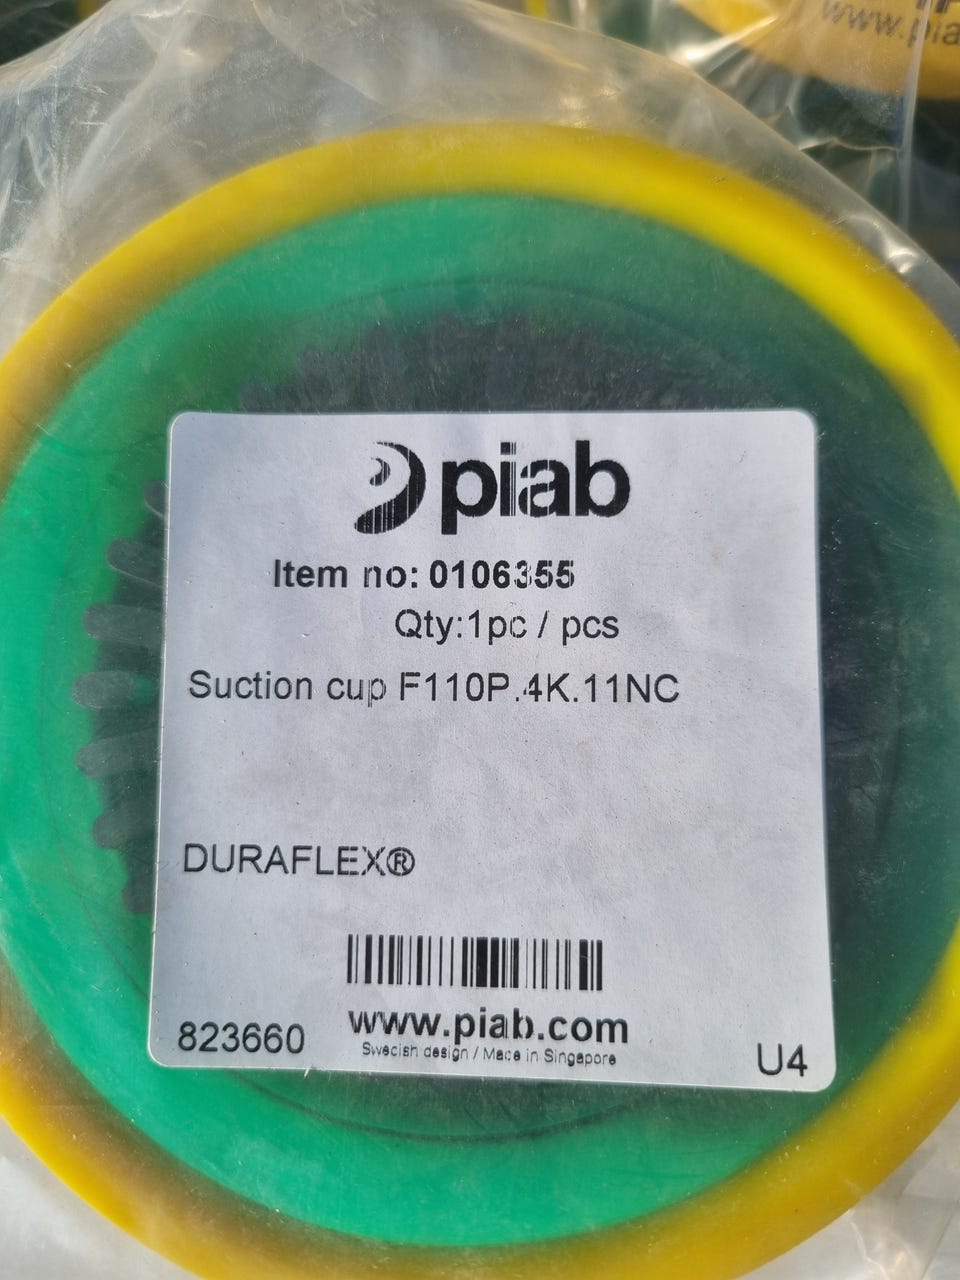 www.pia
piab
Item no: 0106355
Qty:1pc / pcs
Suction cup F110P.4K.11NC
DURAFLEX®
www.piab.com
823660
Swedish design / Made in Singapore
U4